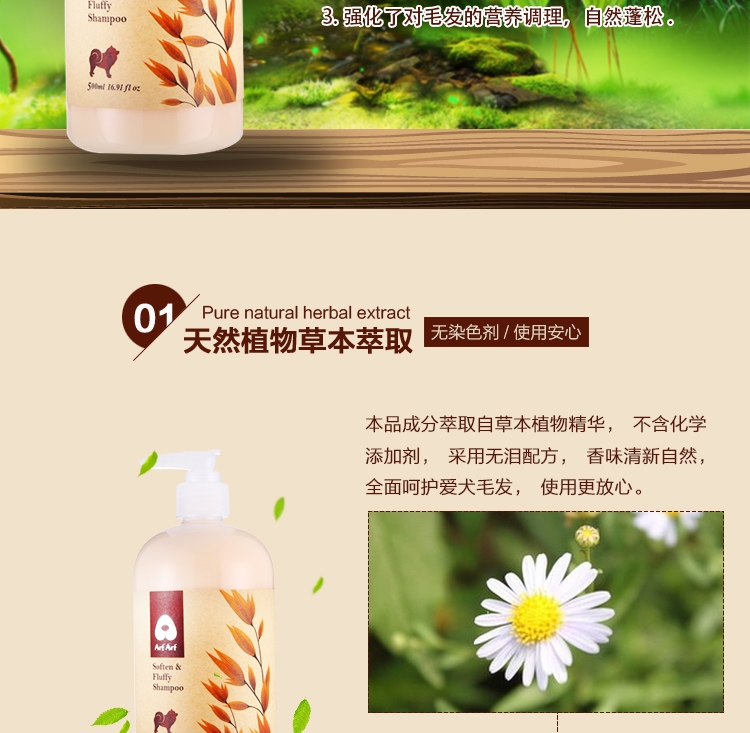 3. 强化了对毛发的营养调理, 自然蓬松 .
Fluffy
Shampoo
500ml 16.91 fl oz
01
Pure natural herbal extract
天然植物草本萃取
无染色剂 / 使用安心
本品成分萃取自草本植物精华， 不含化学
添加剂， 采用无泪配方， 香味清新自然，
全面呵护爱犬毛发， 使用更放心。
Arf Arf
Soften &
Fluffy
Shampoo